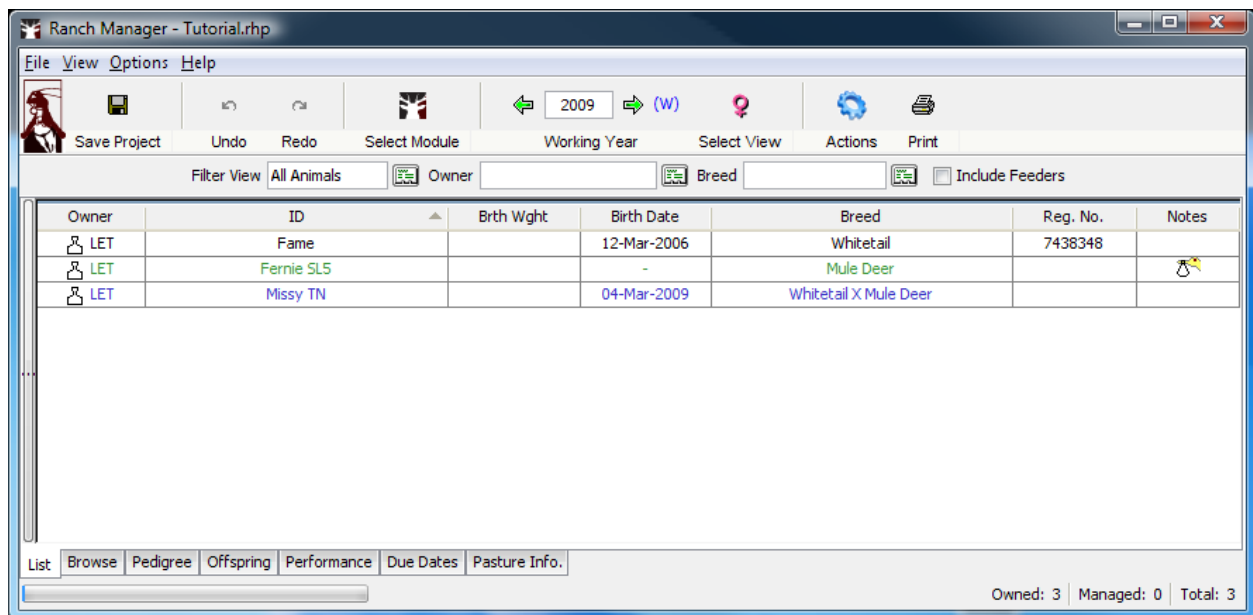 Ranch Manager - Tutorial.rhp
File View Options Help
2009 (W)
Save Project Undo Redo Select Module Working Year Select View Actions Print
Filter View All Animals Owner Breed Include Feeders
Owner ID Brth Wght Birth Date Breed Reg. No. Notes
LET Fame 12-Mar-2006 Whitetail 7438348
LET Fernie SL5 - Mule Deer
LET Missy TN 04-Mar-2009 Whitetail X Mule Deer
List Browse Pedigree Offspring Performance Due Dates Pasture Info.
Owned: 3 Managed: 0 Total: 3